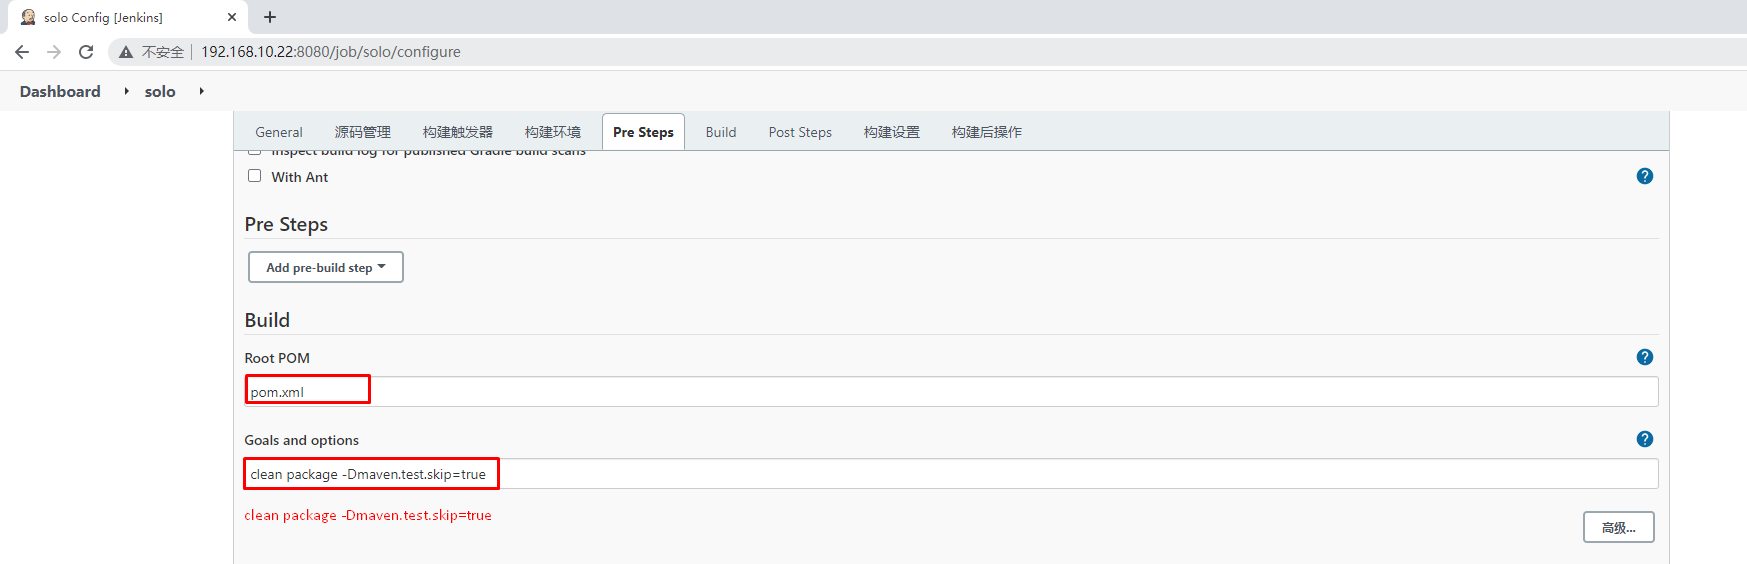 solo Config [Jenkins]
不安全 192.168.10.22:8080/job/solo/configure
Dashboard solo
General 源码管理 构建触发器 构建环境 Pre Steps Build Post Steps 构建设置 构建后操作
Inspect build log for published Gradle build scans
With Ant
Pre Steps
Add pre-build step
Build
Root POM
pom.xml
Goals and options
clean package -Dmaven.test.skip=true
clean package -Dmaven.test.skip=true
高级...